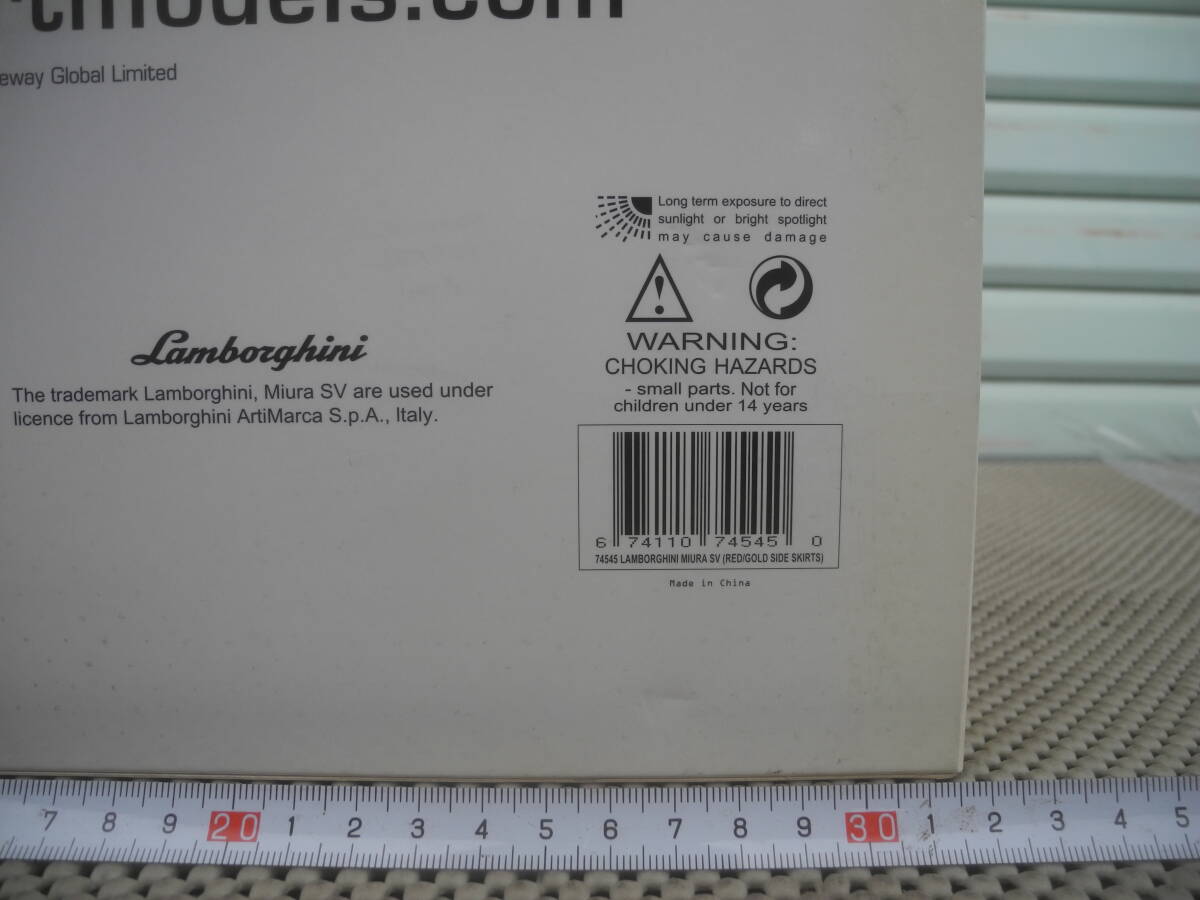 tmodels.com
eway Global Limited
Long term exposure to direct
sunlight or bright spotlight
may cause damage
WARNING:
CHOKING HAZARDS
- small parts. Not for
children under 14 years
Lamborghini
The trademark Lamborghini, Miura SV are used under
licence from Lamborghini ArtiMarca S.p.A., Italy.
6 74110 74545 0
74545 LAMBORGHINI MIURA SV (RED/GOLD SIDE SKIRTS)
Made in China
7 8 9 20 1 2 3 4 5 6 7 8 9 30 1 2 3 4 5